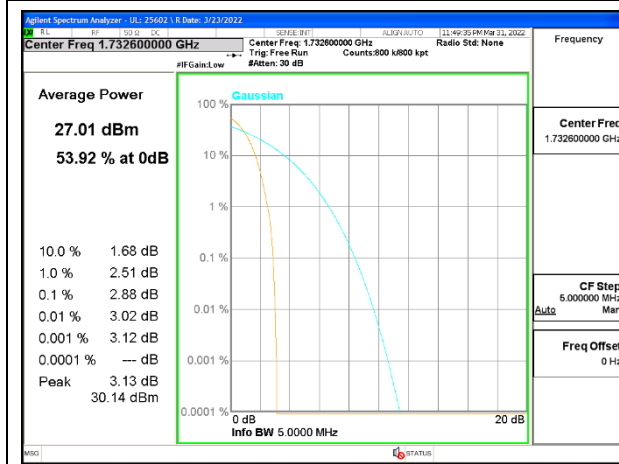 Agilent Spectrum Analyzer - UL: 25602 \ R Date: 3/23/2022
RL RF 50 Ω DC SENSE:INT ALIGN AUTO 11:49:35 PM Mar 31, 2022
Center Freq 1.732600000 GHz
Center Freq: 1.732600000 GHz Radio Std: None
Trig: Free Run Counts:800 k/800 kpt
#IFGain:Low #Atten: 30 dB
Frequency
Average Power
27.01 dBm
53.92 % at 0dB
10.0 % 1.68 dB
1.0 % 2.51 dB
0.1 % 2.88 dB
0.01 % 3.02 dB
0.001 % 3.12 dB
0.0001 % --- dB
Peak 3.13 dB
30.14 dBm
Gaussian
100 %
10 %
1 %
0.1 %
0.01 %
0.001 %
0.0001 %
0 dB 20 dB
Info BW 5.0000 MHz
Center Freq
1.732600000 GHz
CF Step
5.000000 MHz
Auto Man
Freq Offset
0 Hz
MSG STATUS